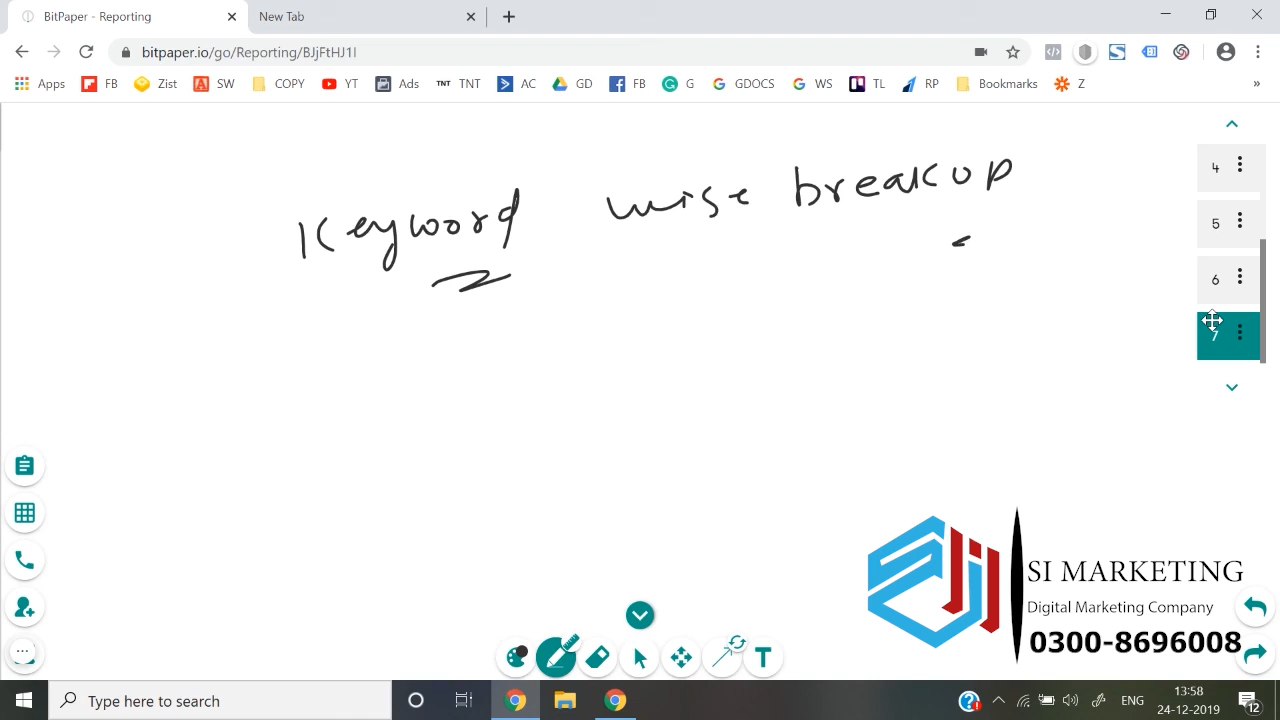 BitPaper - Reporting
New Tab
bitpaper.io/go/Reporting/BJjFtHJ1I
Apps FB Zist SW COPY YT Ads TNT TNT AC GD FB G GDOCS WS TL RP Bookmarks Z »
Keyword wise breakup
4
5
6
7
SI MARKETING
Digital Marketing Company
0300-8696008
T
Type here to search
ENG
13:58
24-12-2019
12